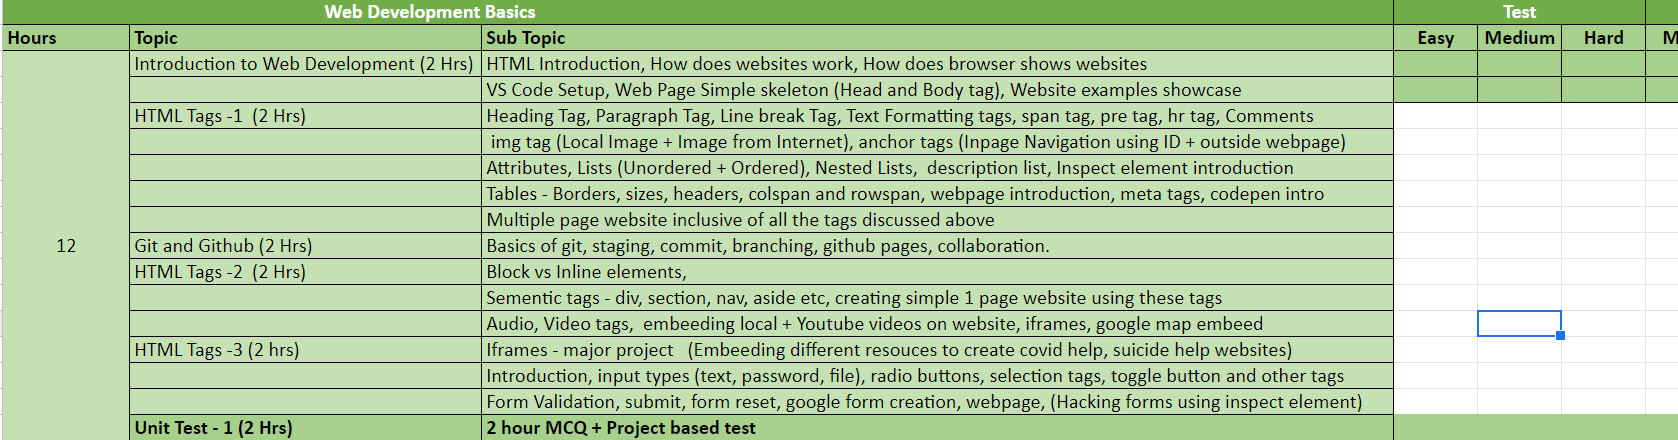 Web Development Basics Test
Hours Topic Sub Topic Easy Medium Hard M
Introduction to Web Development (2 Hrs) HTML Introduction, How does websites work, How does browser shows websites
VS Code Setup, Web Page Simple skeleton (Head and Body tag), Website examples showcase
HTML Tags -1 (2 Hrs) Heading Tag, Paragraph Tag, Line break Tag, Text Formatting tags, span tag, pre tag, hr tag, Comments
img tag (Local Image + Image from Internet), anchor tags (Inpage Navigation using ID + outside webpage)
Attributes, Lists (Unordered + Ordered), Nested Lists, description list, Inspect element introduction
Tables - Borders, sizes, headers, colspan and rowspan, webpage introduction, meta tags, codepen intro
Multiple page website inclusive of all the tags discussed above
12 Git and Github (2 Hrs) Basics of git, staging, commit, branching, github pages, collaboration.
HTML Tags -2 (2 Hrs) Block vs Inline elements,
Sementic tags - div, section, nav, aside etc, creating simple 1 page website using these tags
Audio, Video tags, embeeding local + Youtube videos on website, iframes, google map embeed
HTML Tags -3 (2 hrs) Iframes - major project (Embeeding different resouces to create covid help, suicide help websites)
Introduction, input types (text, password, file), radio buttons, selection tags, toggle button and other tags
Form Validation, submit, form reset, google form creation, webpage, (Hacking forms using inspect element)
Unit Test - 1 (2 Hrs) 2 hour MCQ + Project based test